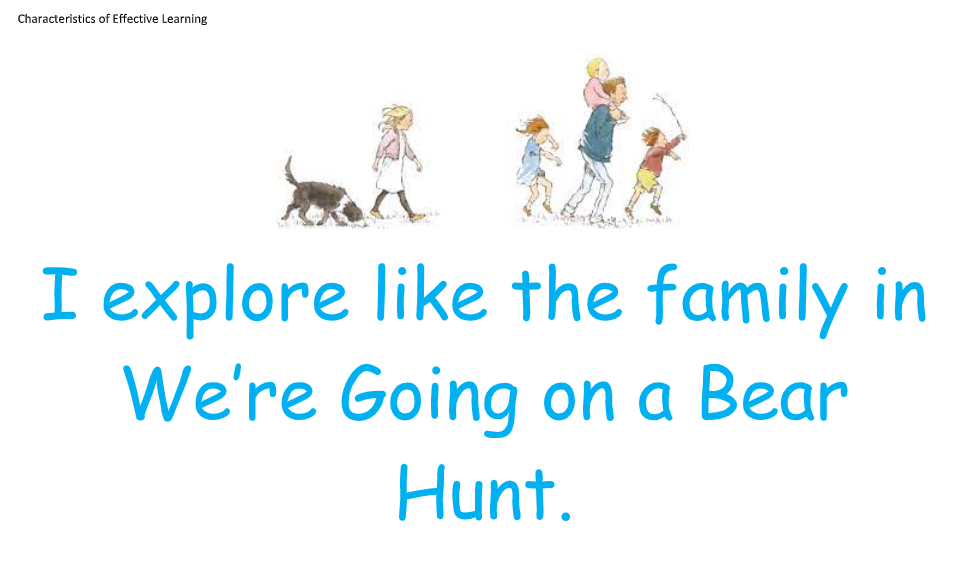 Characteristics of Effective Learning
I explore like the family in
We’re Going on a Bear
Hunt.